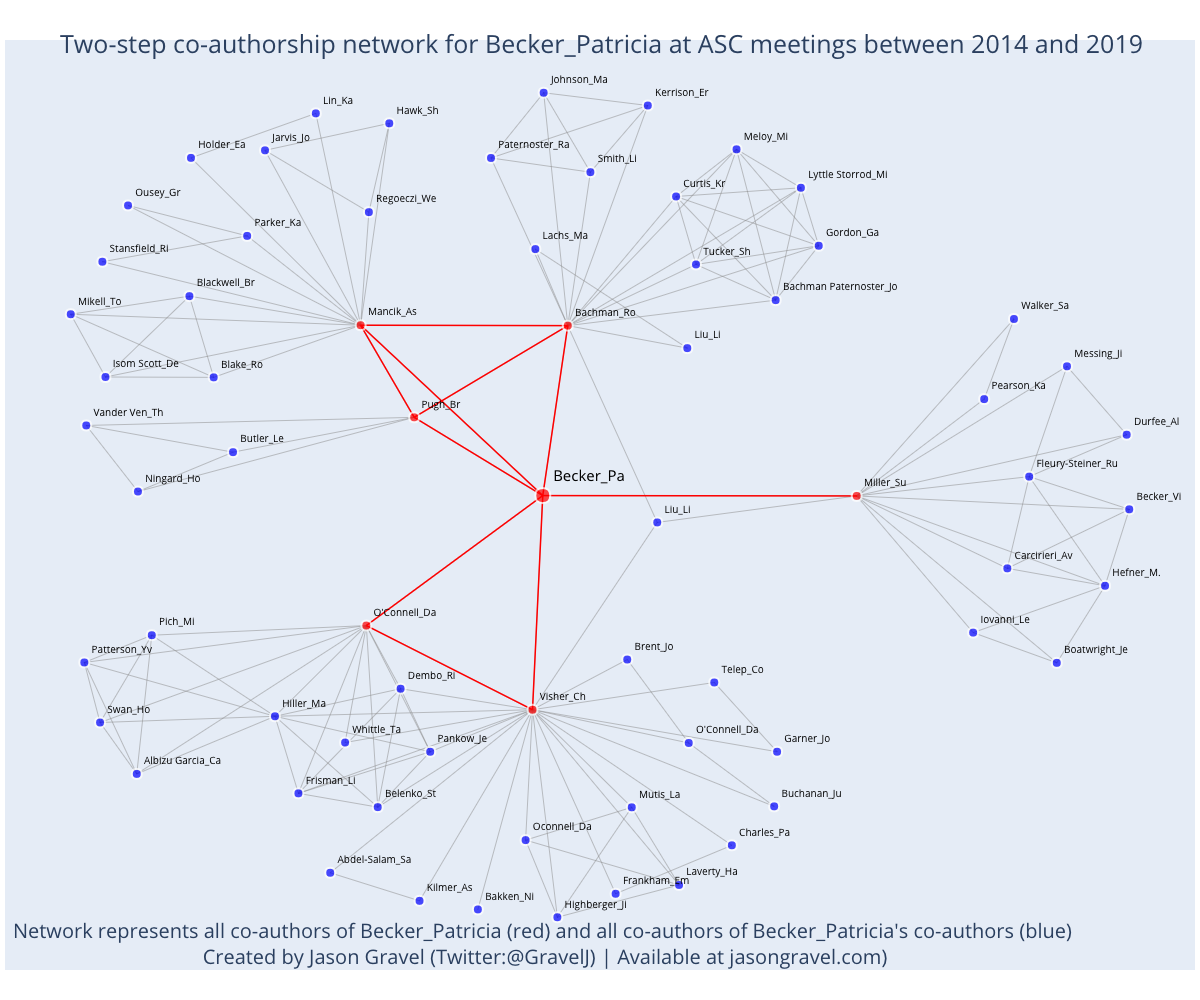 Two-step co-authorship network for Becker_Patricia at ASC meetings between 2014 and 2019
Johnson_Ma
Kerrison_Er
Lin_Ka
Hawk_Sh
Holder_Ea
Jarvis_Jo
Paternoster_Ra
Smith_Li
Meloy_Mi
Curtis_Kr
Lyttle Storrod_Mi
Ousey_Gr
Regoeczi_We
Parker_Ka
Lachs_Ma
Gordon_Ga
Stansfield_Ri
Tucker_Sh
Blackwell_Br
Bachman Paternoster_Jo
Mikell_To
Mancik_As
Bachman_Ro
Walker_Sa
Liu_Li
Isom Scott_De
Blake_Ro
Messing_Ji
Pearson_Ka
Vander Ven_Th
Pugh_Br
Durfee_Al
Butler_Le
Ningard_Ho
Becker_Pa
Fleury-Steiner_Ru
Miller_Su
Becker_Vi
Liu_Li
Carcirieri_Av
Hefner_M.
O'Connell_Da
Pich_Mi
Iovanni_Le
Patterson_Yv
Brent_Jo
Boatwright_Je
Dembo_Ri
Telep_Co
Swan_Ho
Hiller_Ma
Visher_Ch
Whittle_Ta
Pankow_Je
O'Connell_Da
Garner_Jo
Albizu Garcia_Ca
Frisman_Li
Belenko_St
Mutis_La
Buchanan_Ju
Oconnell_Da
Charles_Pa
Abdel-Salam_Sa
Laverty_Ha
Kilmer_As
Bakken_Ni
Frankham_Em
Highberger_Ji
Network represents all co-authors of Becker_Patricia (red) and all co-authors of Becker_Patricia's co-authors (blue)
Created by Jason Gravel (Twitter:@GravelJ) | Available at jasongravel.com)